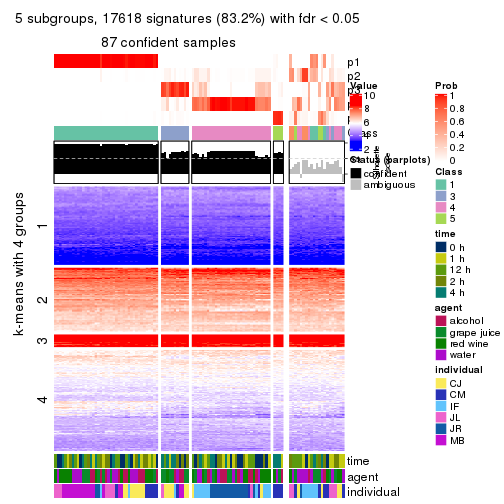 5 subgroups, 17618 signatures (83.2%) with fdr < 0.05
87 confident samples
p1
p2
p3
k-means with 4 groups
1
2
3
4
time
agent
individual
Value
10
8
6
4
2
Status (barplots)
confident
ambiguous
Prob
1
0.8
0.6
0.4
0.2
0
Class
1
3
4
5
time
0 h
1 h
12 h
2 h
4 h
agent
alcohol
grape juice
red wine
water
individual
CJ
CM
IF
JL
JR
MB